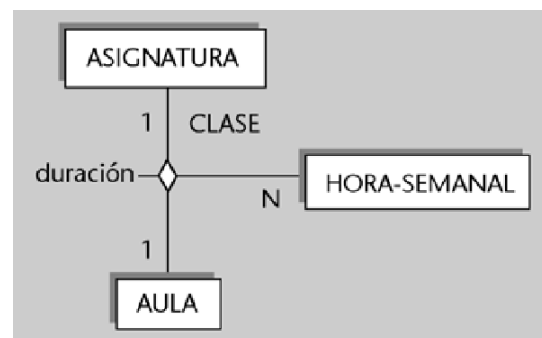 ASIGNATURA
1 CLASE
duración
HORA-SEMANAL
N
1
AULA